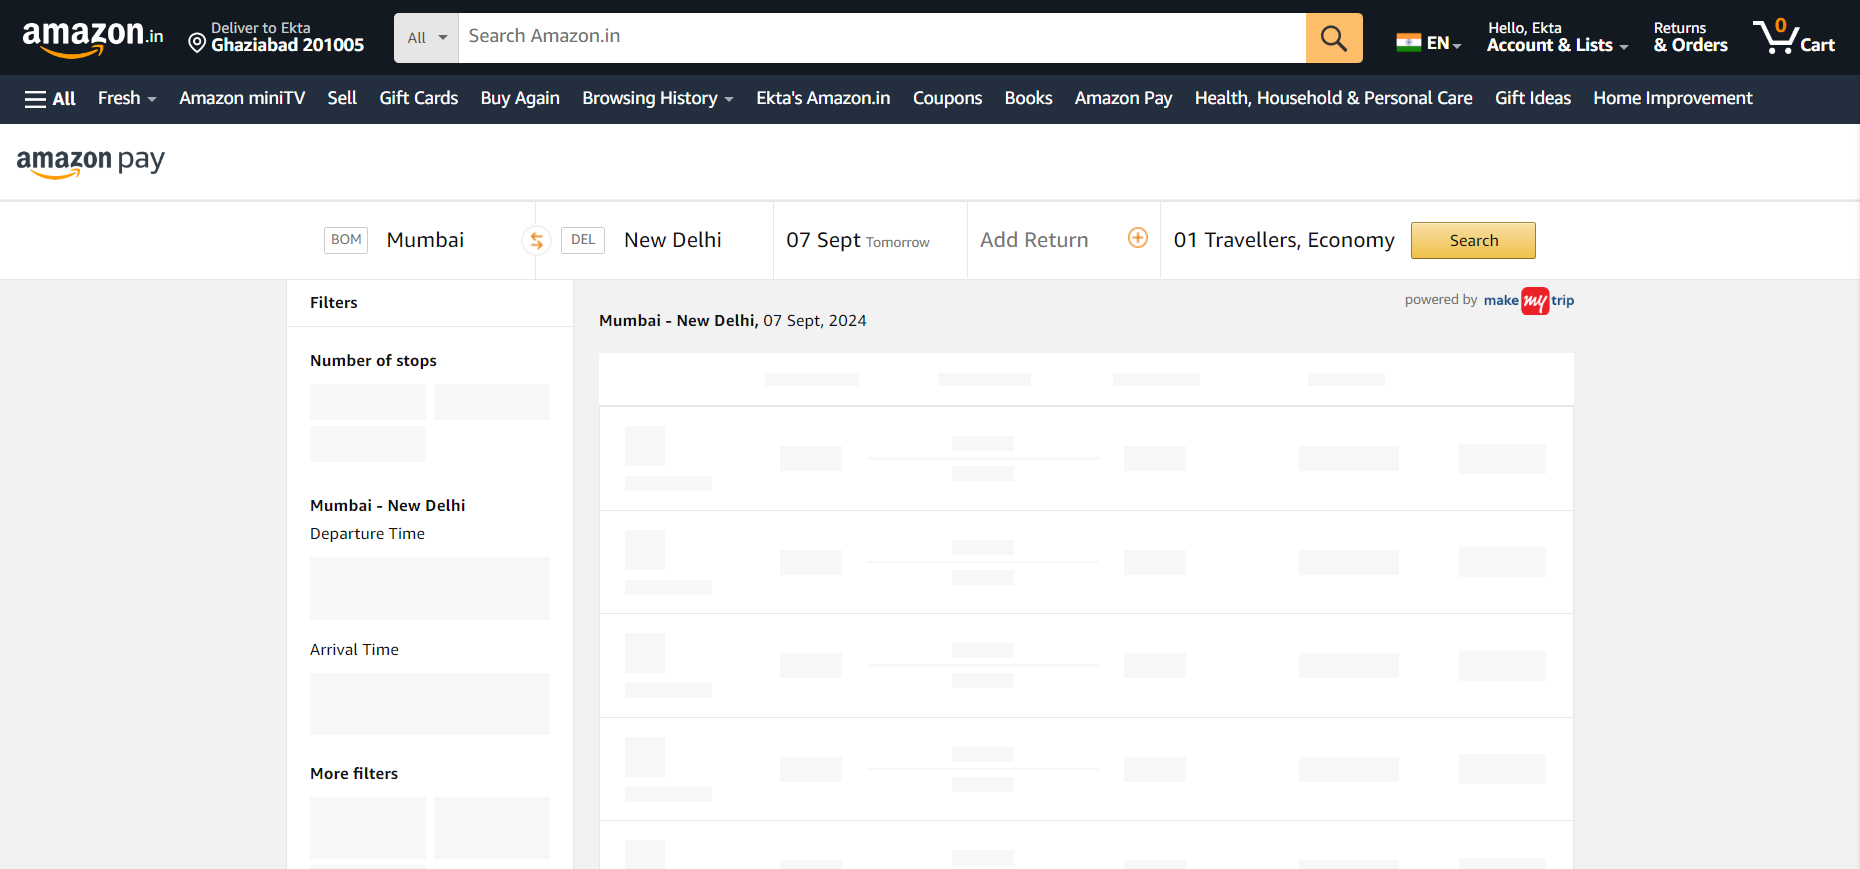 amazon.in
Deliver to Ekta
Ghaziabad 201005
All
Search Amazon.in
EN
Hello, Ekta
Account & Lists
Returns
& Orders
0
Cart
All Fresh Amazon miniTV Sell Gift Cards Buy Again Browsing History Ekta's Amazon.in Coupons Books Amazon Pay Health, Household & Personal Care Gift Ideas Home Improvement
amazon pay
BOM Mumbai DEL New Delhi 07 Sept Tomorrow Add Return 01 Travellers, Economy Search
Filters
powered by make my trip
Mumbai - New Delhi, 07 Sept, 2024
Number of stops
Mumbai - New Delhi
Departure Time
Arrival Time
More filters